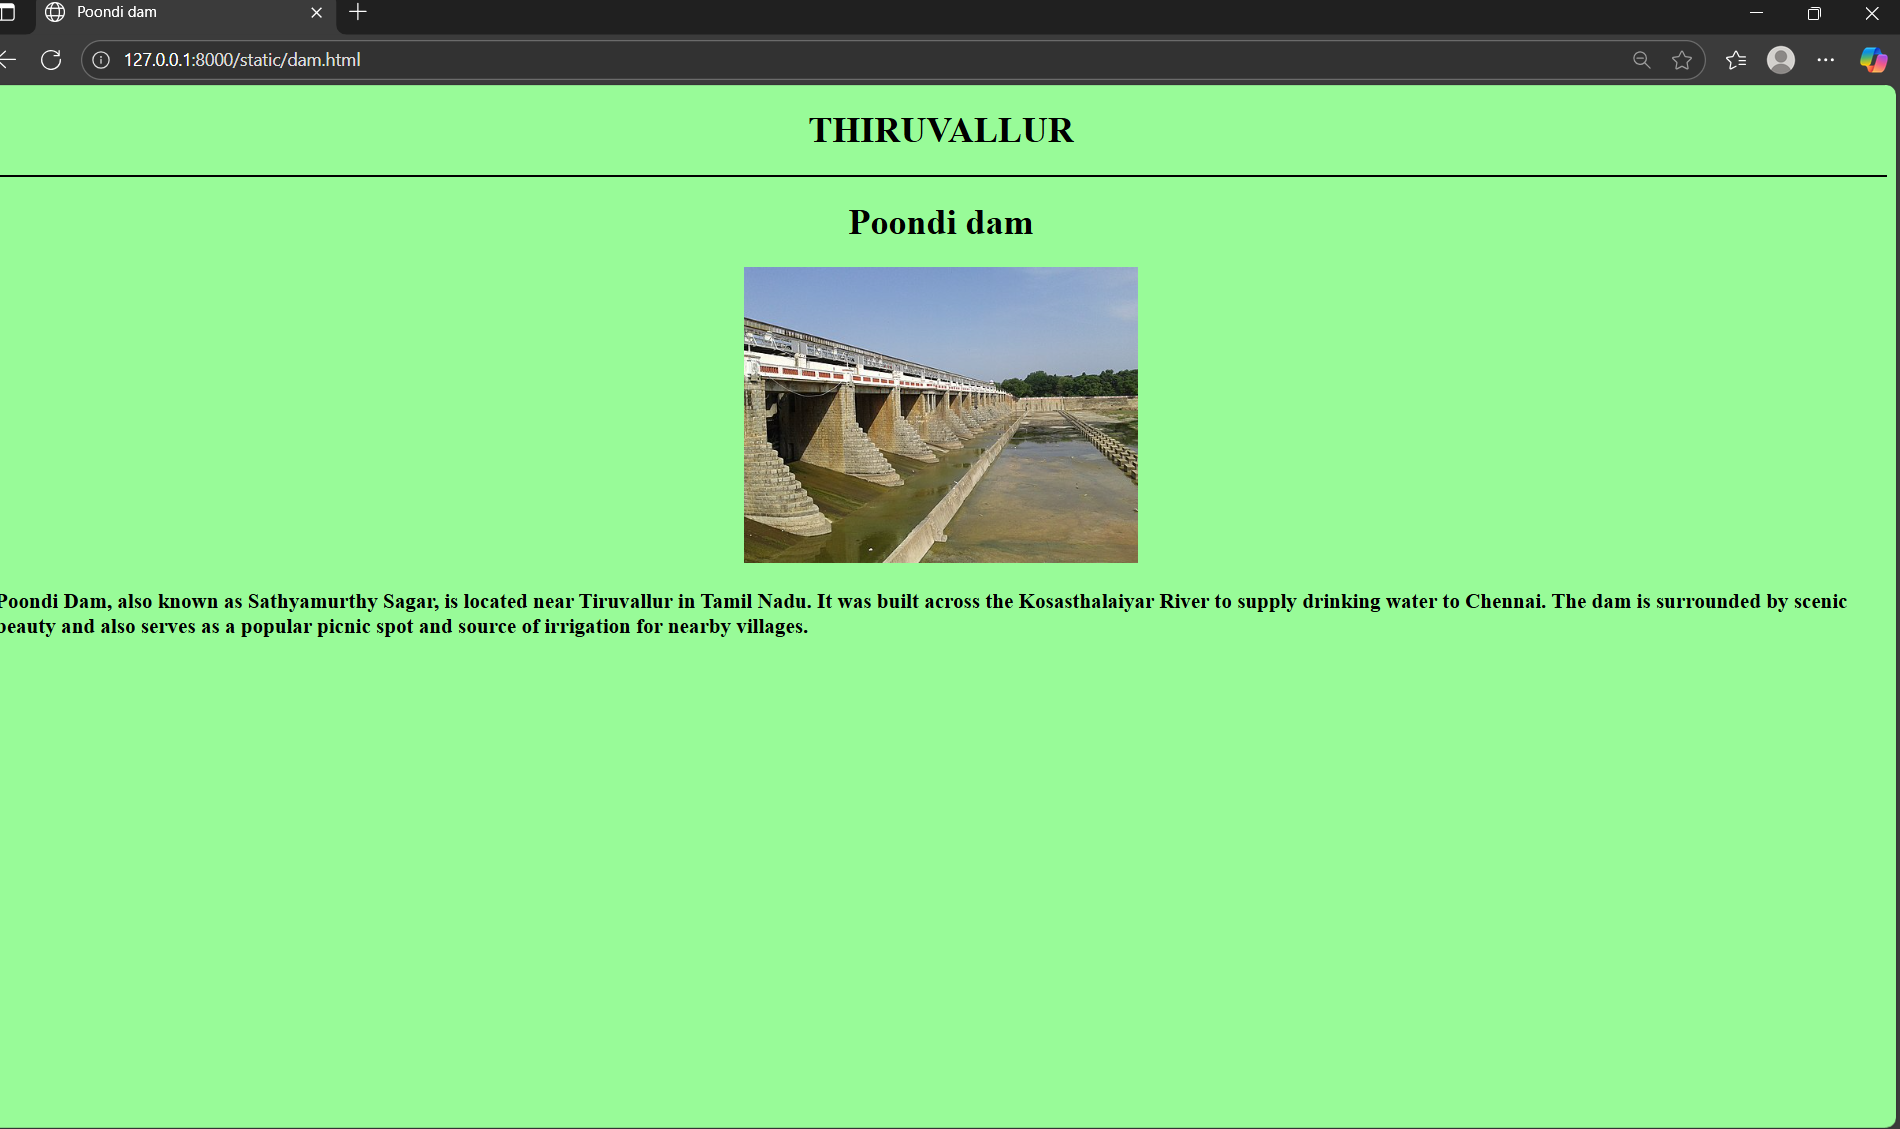 Poondi dam
127.0.0.1:8000/static/dam.html
THIRUVALLUR
Poondi dam
Poondi Dam, also known as Sathyamurthy Sagar, is located near Tiruvallur in Tamil Nadu. It was built across the Kosasthalaiyar River to supply drinking water to Chennai. The dam is surrounded by scenic
beauty and also serves as a popular picnic spot and source of irrigation for nearby villages.